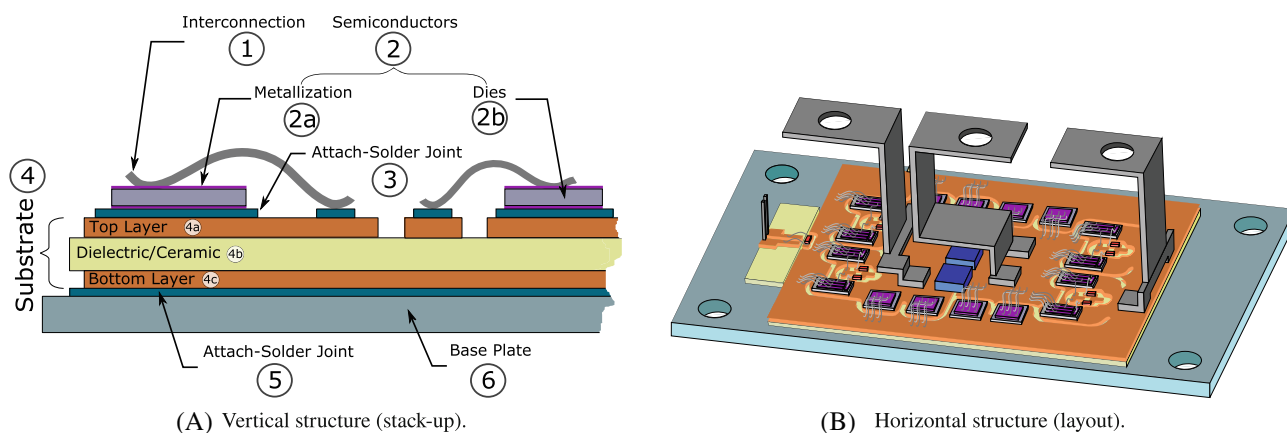 Interconnection
1
Semiconductors
2
Metallization
2a
Dies
2b
Attach-Solder Joint
3
4
Substrate
Top Layer 4a
Dielectric/Ceramic 4b
Bottom Layer 4c
Attach-Solder Joint
5
Base Plate
6
(A) Vertical structure (stack-up).
(B) Horizontal structure (layout).